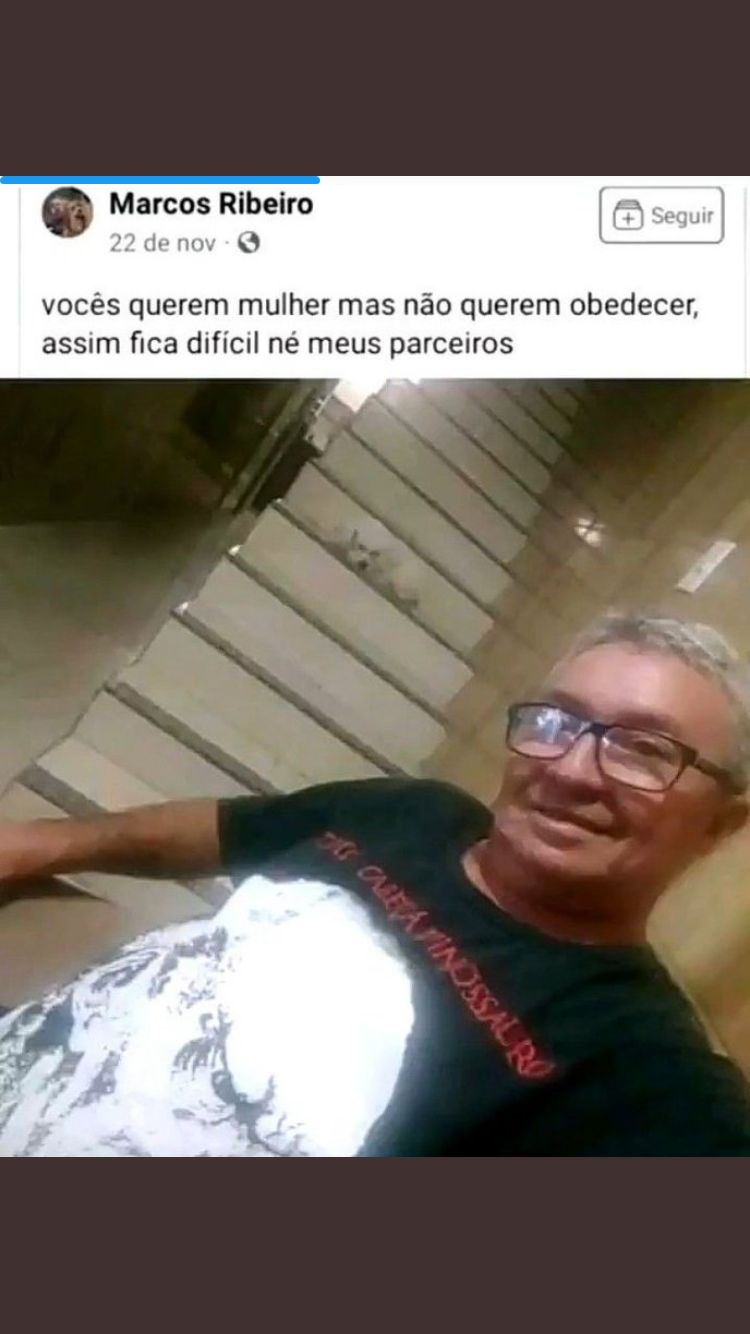 Marcos Ribeiro
22 de nov ·
Seguir
vocês querem mulher mas não querem obedecer,
assim fica difícil né meus parceiros